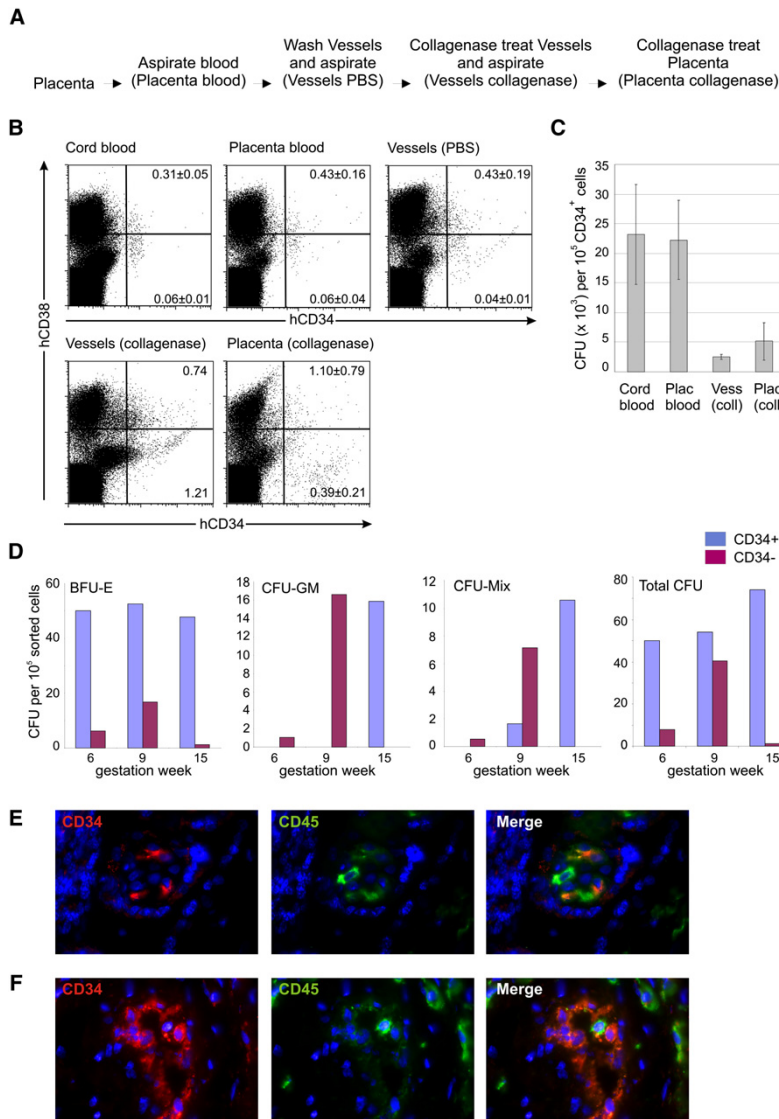 A
Placenta
Aspirate blood
(Placenta blood)
Wash Vessels
and aspirate
(Vessels PBS)
Collagenase treat Vessels
and aspirate
(Vessels collagenase)
Collagenase treat
Placenta
(Placenta collagenase)
B
Cord blood
0.31±0.05
0.06±0.01
Placenta blood
0.43±0.16
0.06±0.04
Vessels (PBS)
0.43±0.19
0.04±0.01
hCD38
hCD34
Vessels (collagenase)
0.74
1.21
Placenta (collagenase)
1.10±0.79
0.39±0.21
hCD34
C
CFU (x 10³) per 10⁵ CD34⁺ cells
35
30
25
20
15
10
5
0
Cord
blood
Plac
blood
Vess
(coll)
Plac
(coll
D
CD34+
CD34-
CFU per 10⁵ sorted cells
BFU-E
60
40
20
0
6 9 15
gestation week
CFU-GM
18
16
14
12
10
8
6
4
2
0
6 9 15
gestation week
CFU-Mix
12
10
8
6
4
2
0
6 9 15
gestation week
Total CFU
80
60
40
20
0
6 9 15
gestation week
E
CD34
CD45
Merge
F
CD34
CD45
Merge